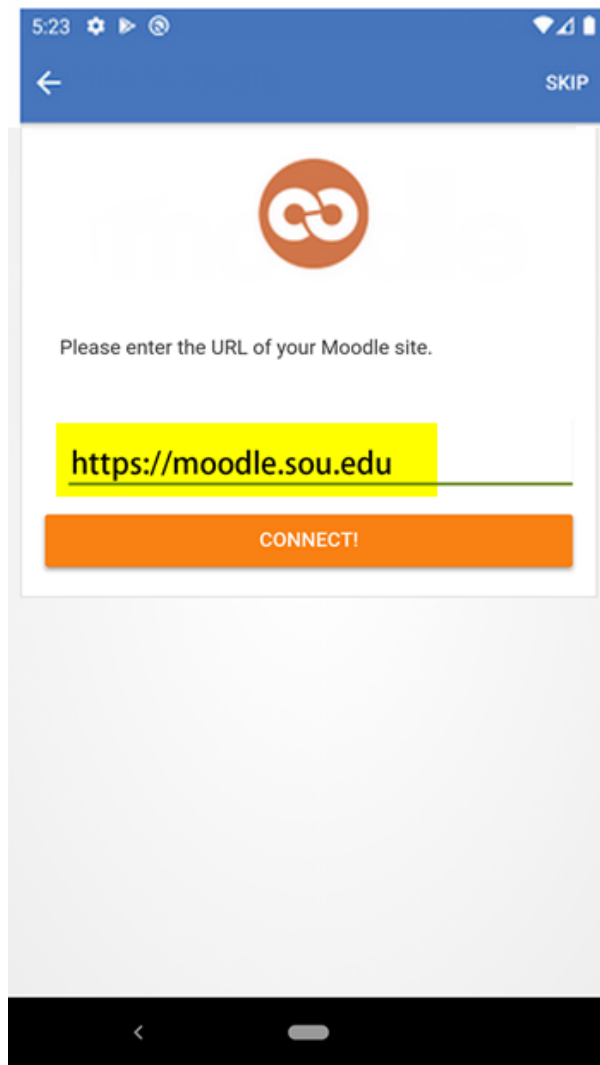 5:23
SKIP
Please enter the URL of your Moodle site.
https://moodle.sou.edu
CONNECT!